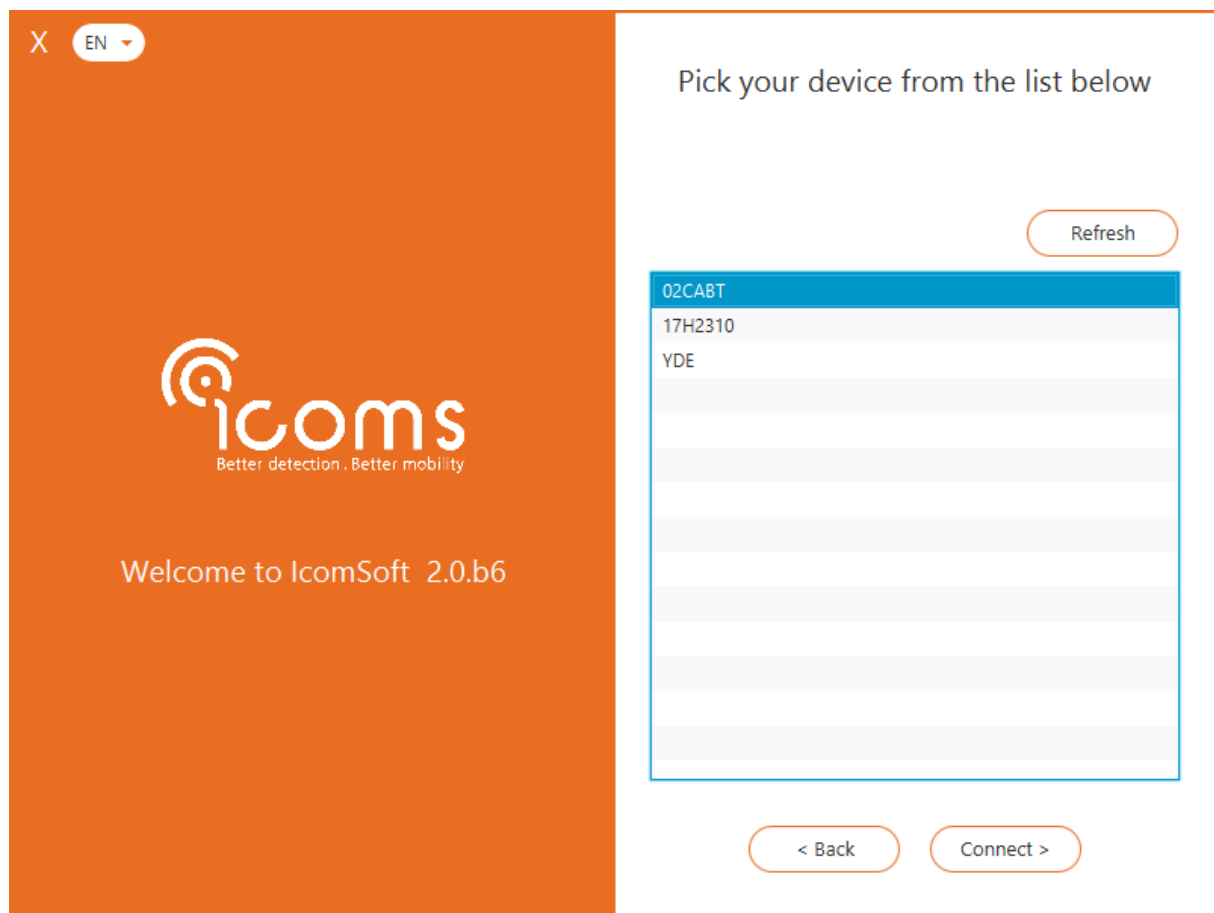 X EN
Pick your device from the list below
Refresh
02CABT
17H2310
YDE
icoms
Better detection . Better mobility
Welcome to IcomSoft 2.0.b6
< Back Connect >